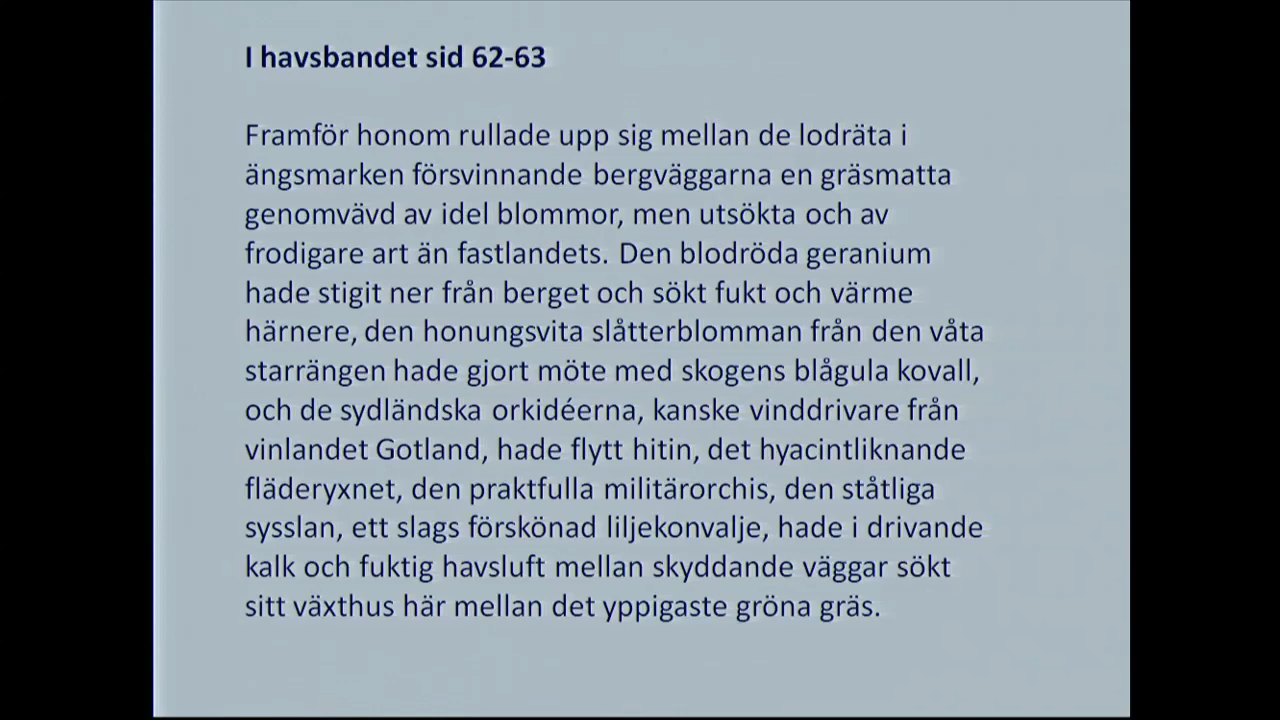 I havsbandet sid 62-63
Framför honom rullade upp sig mellan de lodräta i
ängsmarken försvinnande bergväggarna en gräsmatta
genomvävd av idel blommor, men utsökta och av
frodigare art än fastlandets. Den blodröda geranium
hade stigit ner från berget och sökt fukt och värme
härnere, den honungsvita slåtterblomman från den våta
starrängen hade gjort möte med skogens blågula kovall,
och de sydländska orkidéerna, kanske vinddrivare från
vinlandet Gotland, hade flytt hitin, det hyacintliknande
fläderyxnet, den praktfulla militärorchis, den ståtliga
sysslan, ett slags förskönad liljekonvalje, hade i drivande
kalk och fuktig havsluft mellan skyddande väggar sökt
sitt växthus här mellan det yppigaste gröna gräs.